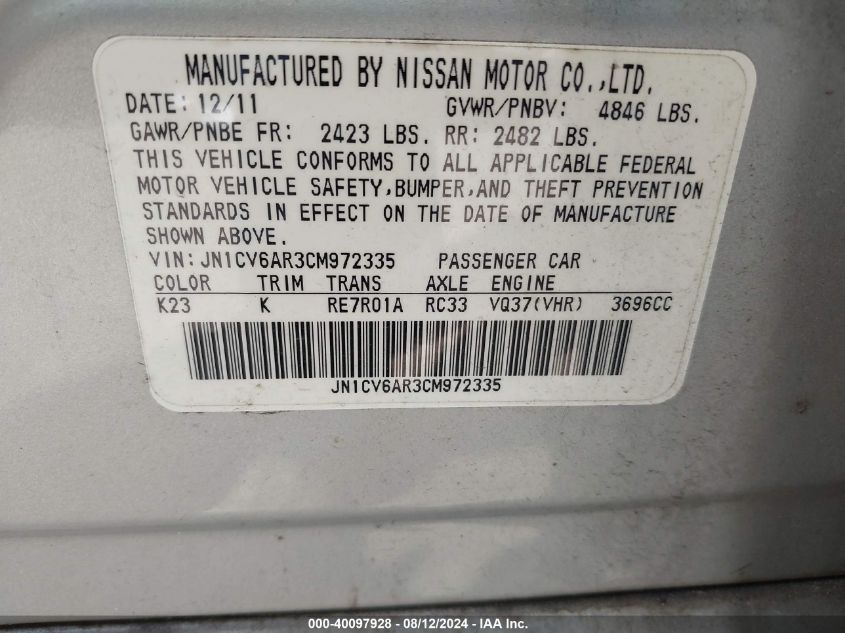 MANUFACTURED BY NISSAN MOTOR CO.,LTD.
DATE: 12/11 GVWR/PNBV: 4846 LBS.
GAWR/PNBE FR: 2423 LBS. RR: 2482 LBS.
THIS VEHICLE CONFORMS TO ALL APPLICABLE FEDERAL
MOTOR VEHICLE SAFETY,BUMPER,AND THEFT PREVENTION
STANDARDS IN EFFECT ON THE DATE OF MANUFACTURE
SHOWN ABOVE.
VIN:JN1CV6AR3CM972335 PASSENGER CAR
COLOR TRIM TRANS AXLE ENGINE
K23 K RE7R01A RC33 VQ37(VHR) 3696CC
JN1CV6AR3CM972335
000-40097928 - 08/12/2024 - IAA Inc.